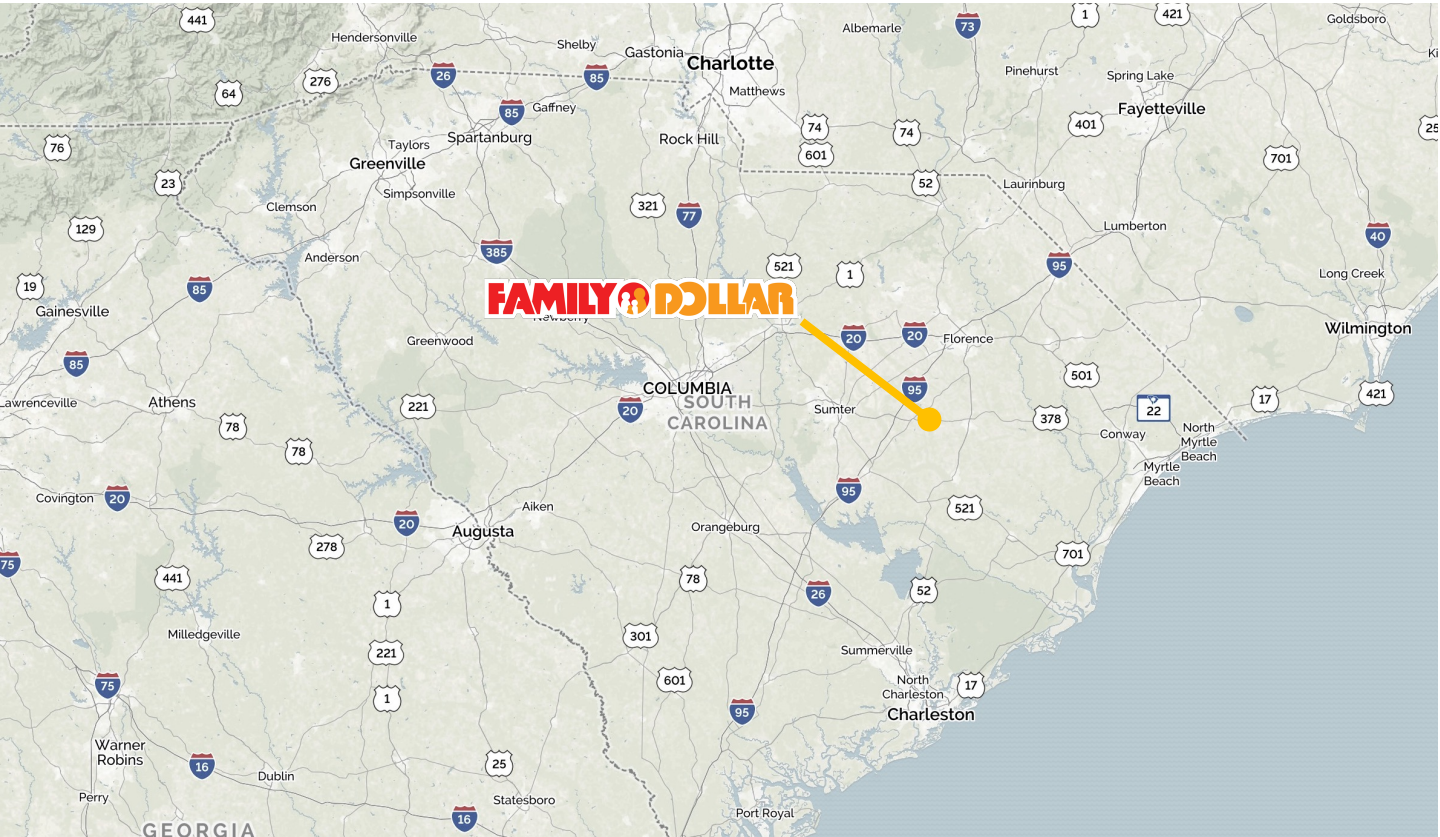 441
Hendersonville
Shelby
Gastonia
Charlotte
Albemarle
73
1
421
Goldsboro
Ki
64
276
26
85
Matthews
Pinehurst
Spring Lake
85
Gaffney
Fayetteville
76
Taylors
Spartanburg
Rock Hill
74
74
401
25
Greenville
601
701
23
Simpsonville
52
Laurinburg
Clemson
321
77
129
Lumberton
385
40
Anderson
521
1
95
19
85
Long Creek
Gainesville
FAMILY DOLLAR
Newberry
Wilmington
85
Greenwood
20
20
Florence
Lawrenceville
Athens
COLUMBIA
95
501
221
20
SOUTH
CAROLINA
Sumter
378
22
17
421
78
78
Conway
North
Myrtle
Beach
Myrtle
Beach
Covington
20
95
Aiken
521
20
Augusta
Orangeburg
75
278
701
441
78
26
52
1
Milledgeville
301
221
Summerville
75
1
601
North
Charleston
17
95
Charleston
Warner
Robins
16
25
Dublin
Perry
Statesboro
16
Port Royal
GEORGIA